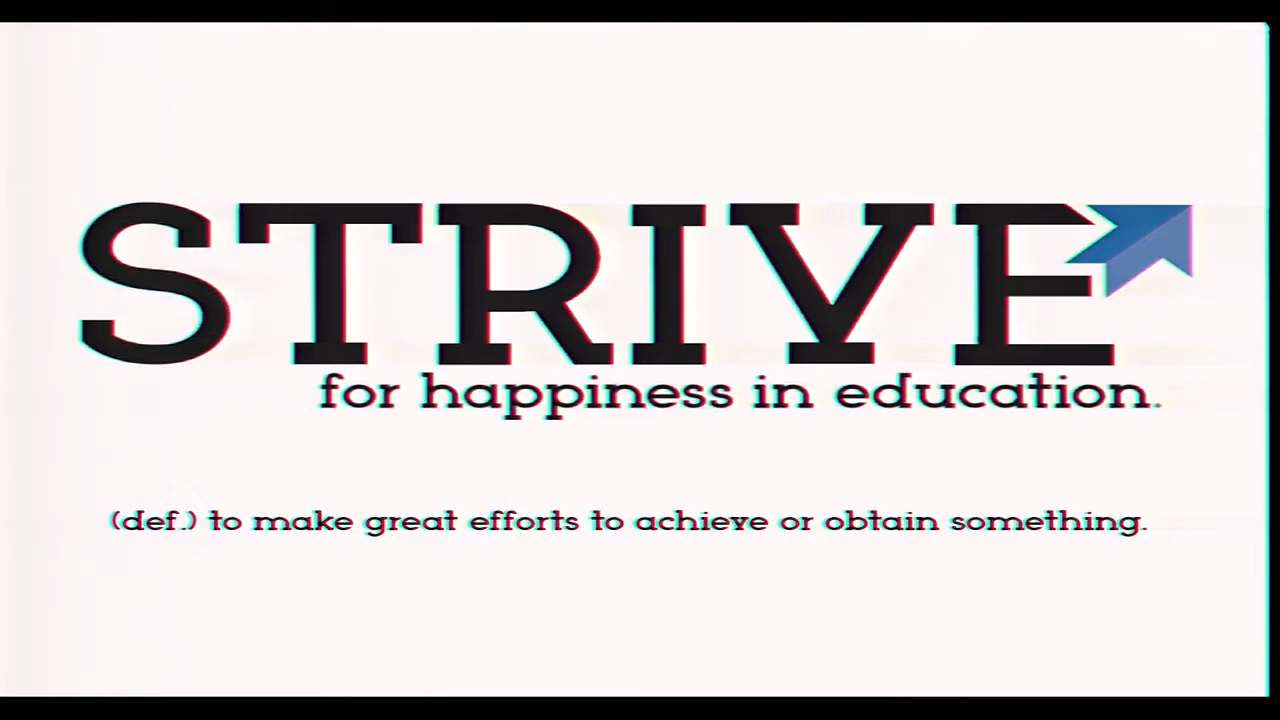 STRIVE
for happiness in education.
(def.) to make great efforts to achieve or obtain something.